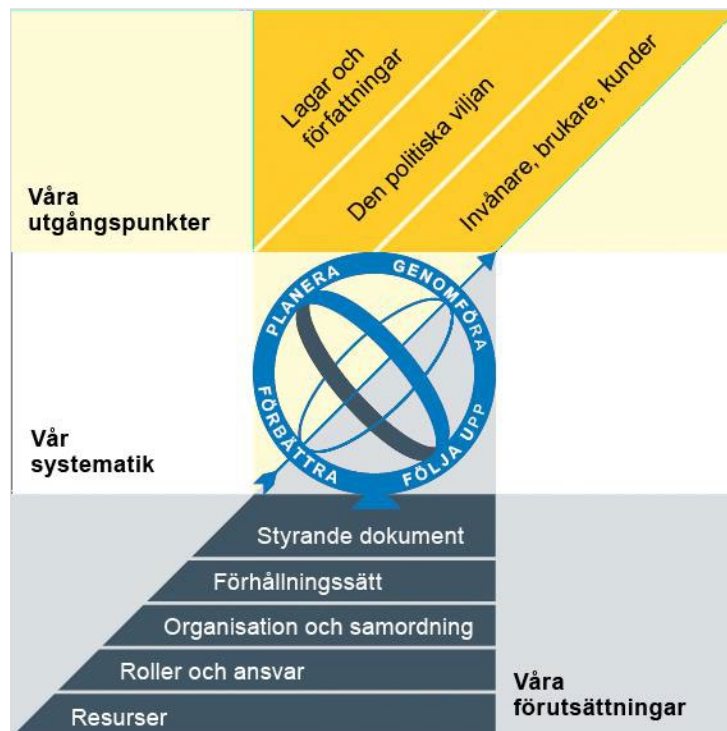 Lagar och
författningar
Den politiska viljan
Invånare, brukare, kunder
Våra
utgångspunkter
PLANERA
GENOMFÖRA
FÖLJA UPP
FÖRBÄTTRA
Vår
systematik
Styrande dokument
Förhållningssätt
Organisation och samordning
Roller och ansvar
Resurser
Våra
förutsättningar